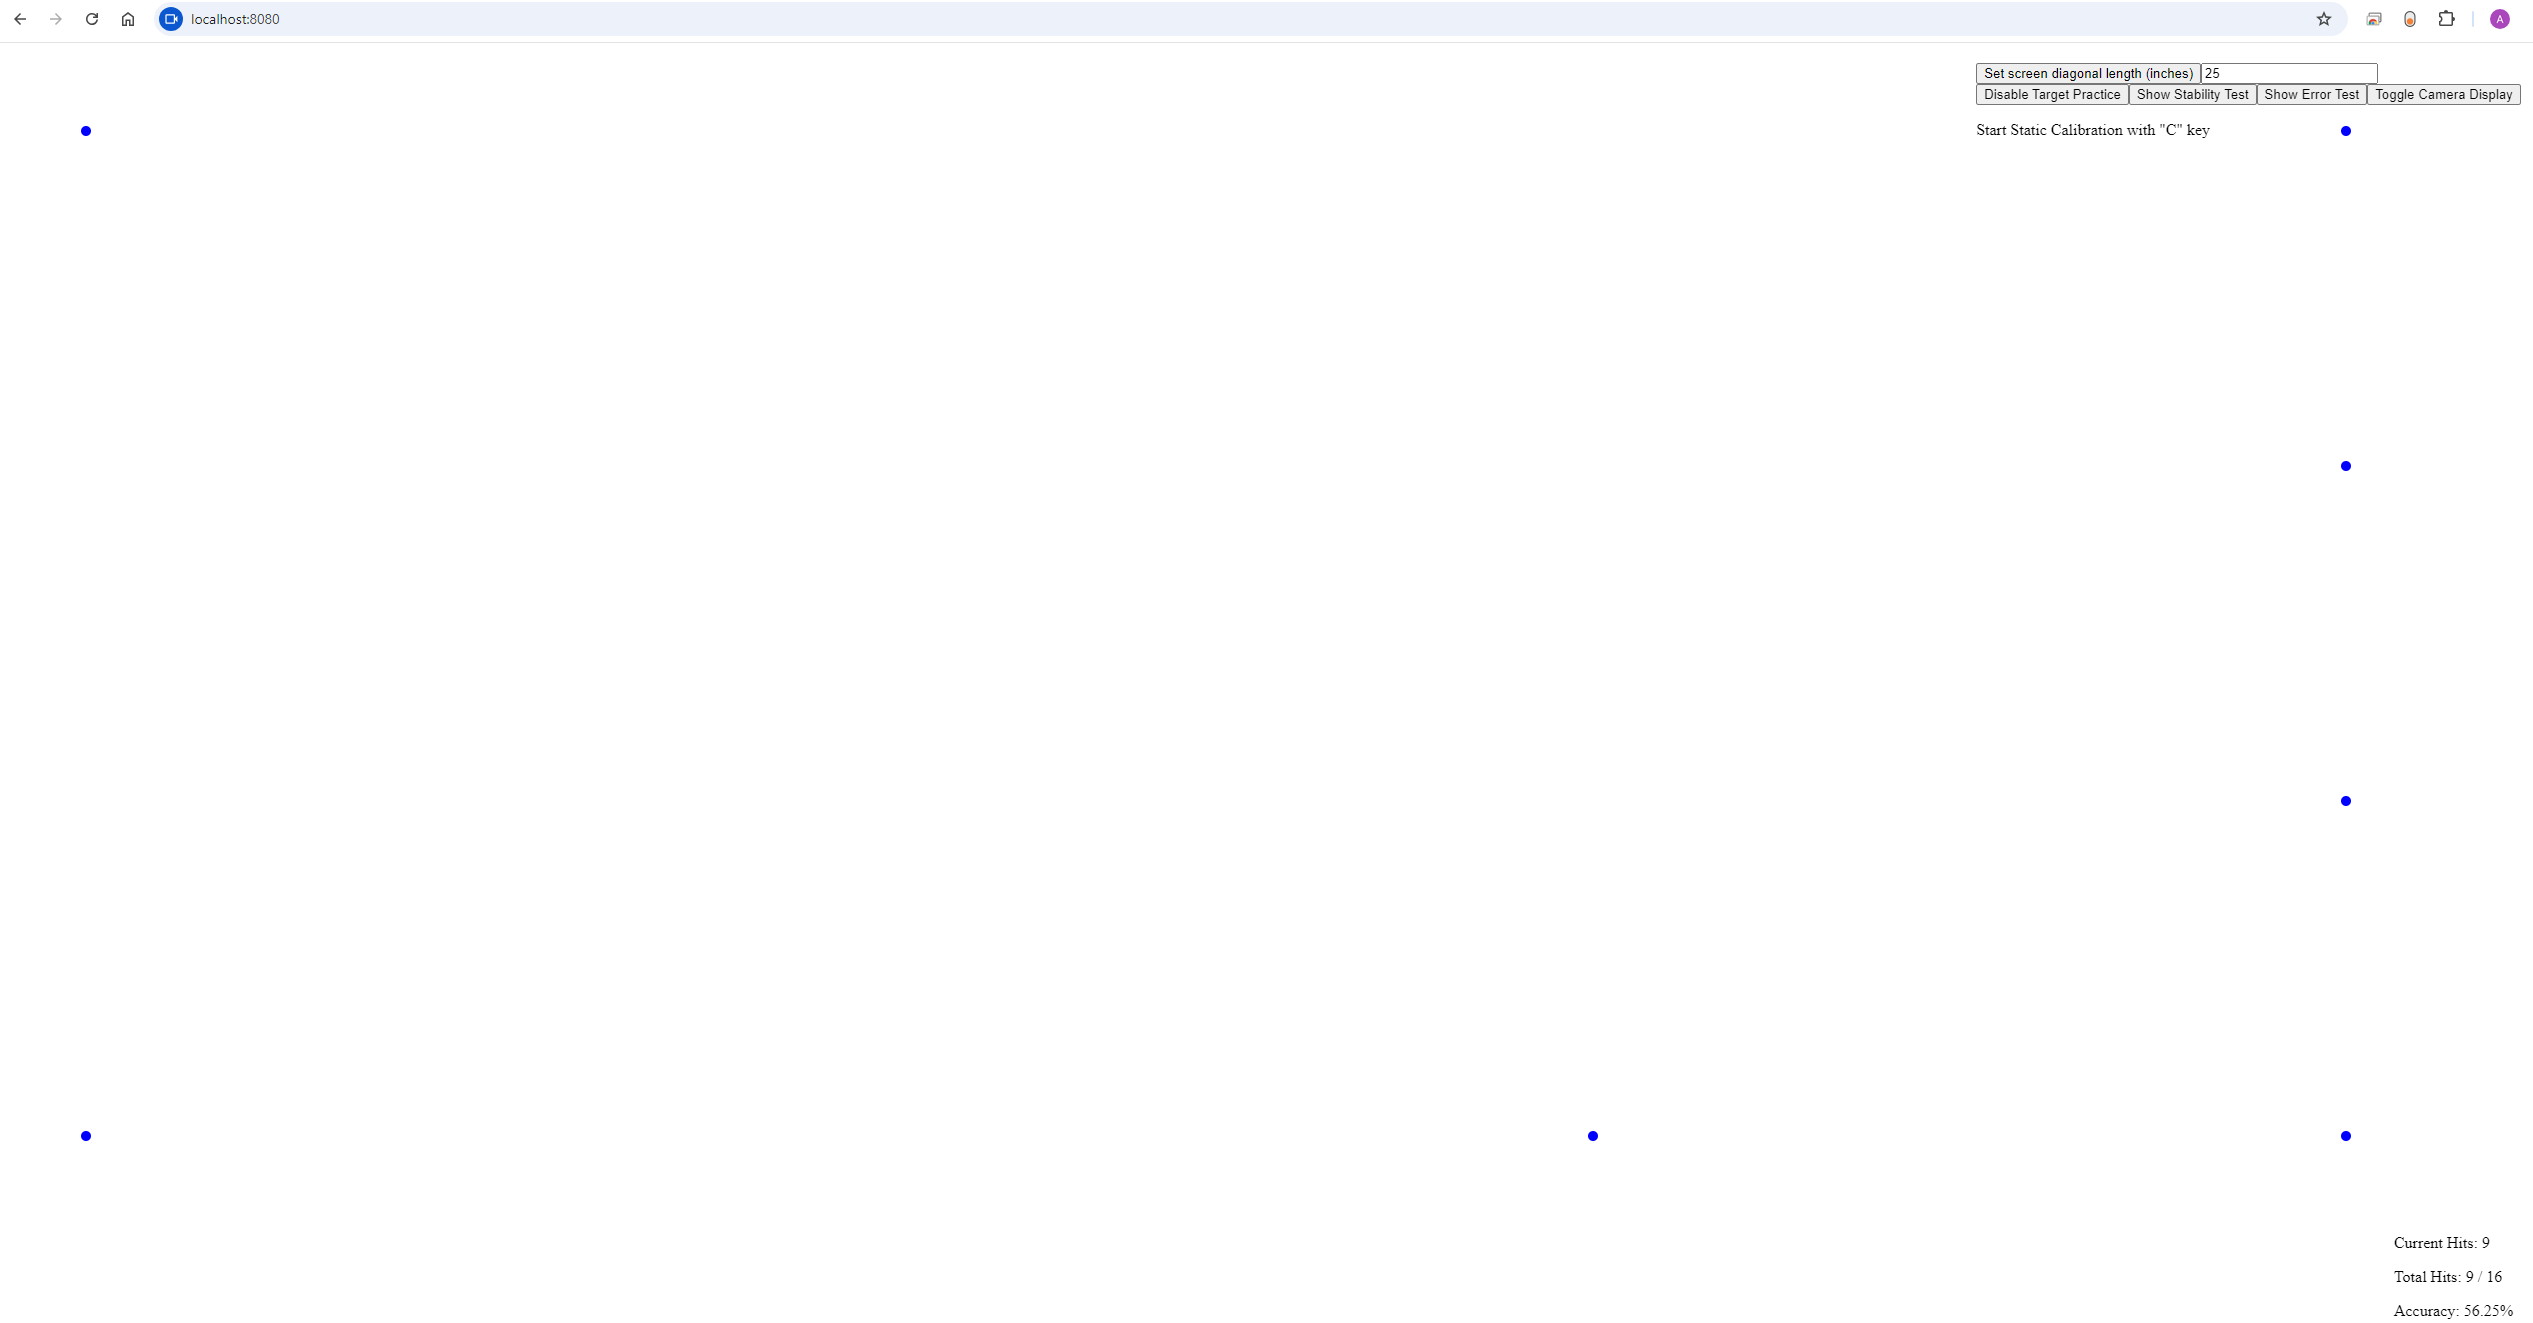 localhost:8080
A
Set screen diagonal length (inches) 25
Disable Target Practice Show Stability Test Show Error Test Toggle Camera Display
Start Static Calibration with "C" key
Current Hits: 9
Total Hits: 9 / 16
Accuracy: 56.25%